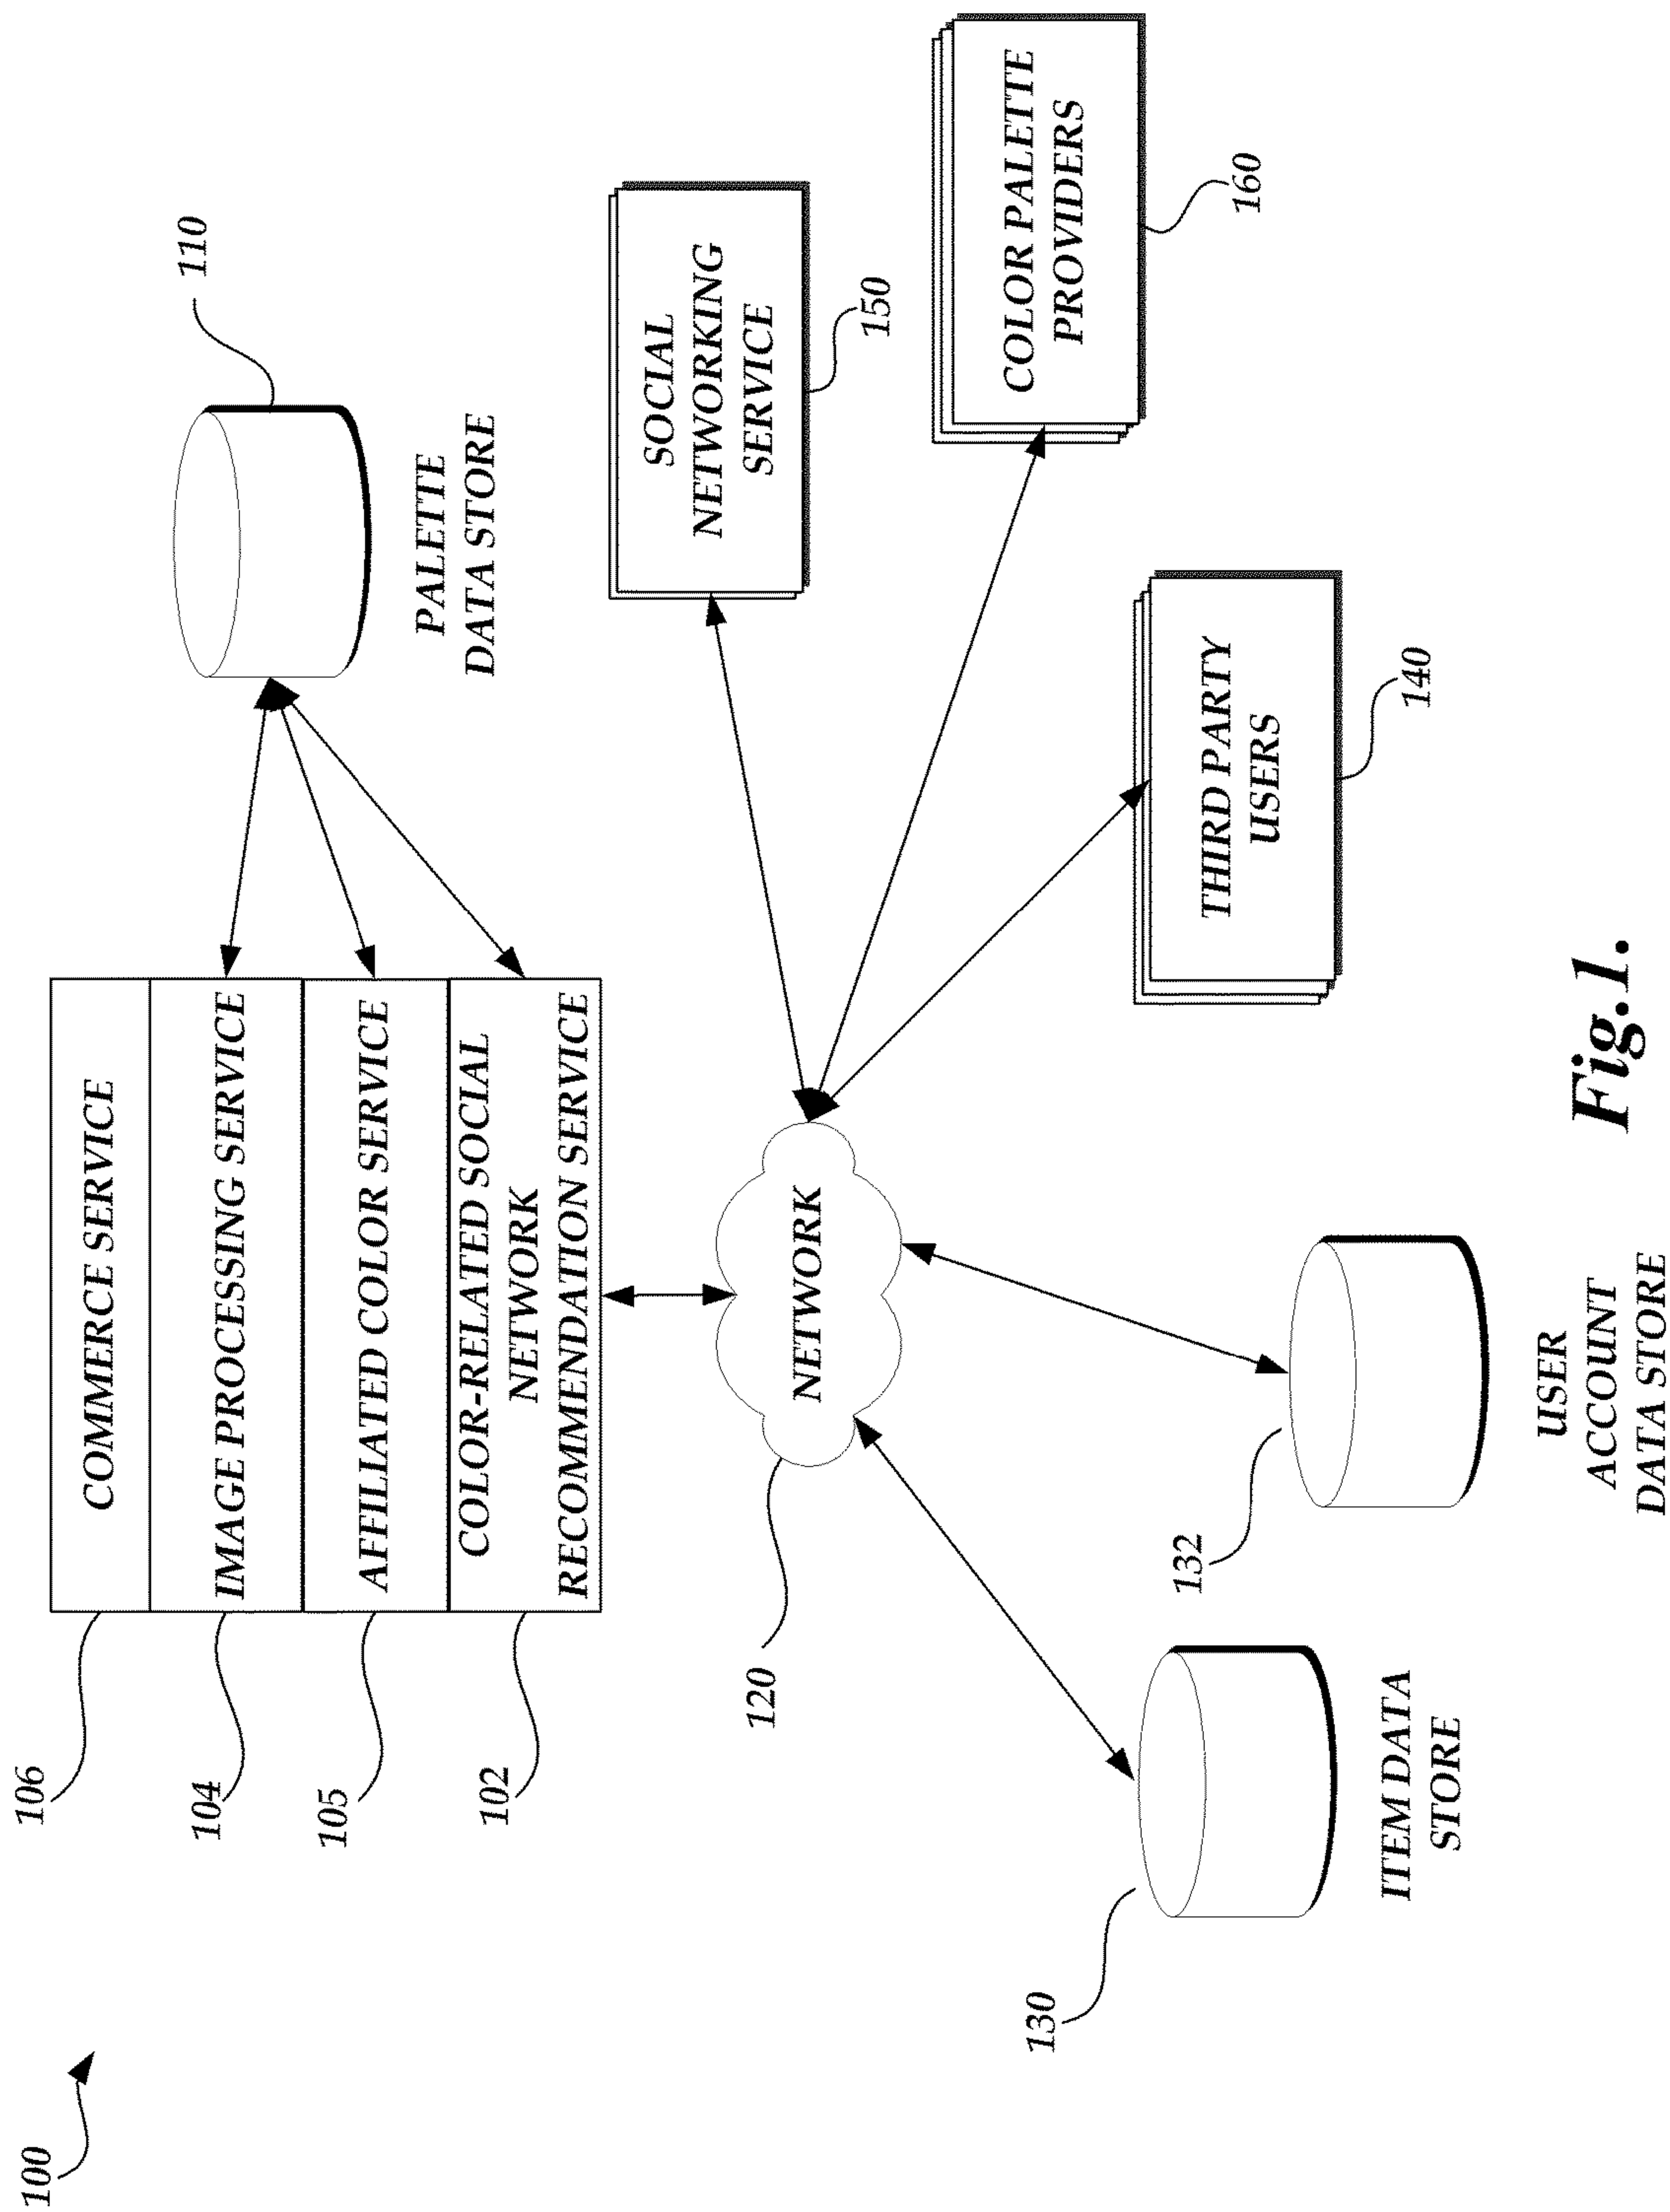 100
106
COMMERCE SERVICE
104
IMAGE PROCESSING SERVICE
105
AFFILIATED COLOR SERVICE
102
COLOR-RELATED SOCIAL
NETWORK
RECOMMENDATION SERVICE
110
PALETTE
DATA STORE
120
NETWORK
SOCIAL
NETWORKING
SERVICE
150
COLOR PALETTE
PROVIDERS
160
THIRD PARTY
USERS
140
130
ITEM DATA
STORE
132
USER
ACCOUNT
DATA STORE
Fig.1.